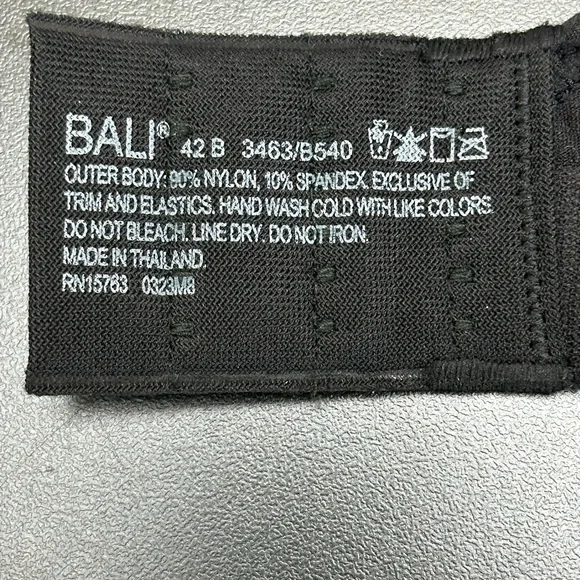 BALI® 42 B 3463/B540
OUTER BODY: 90% NYLON, 10% SPANDEX. EXCLUSIVE OF
TRIM AND ELASTICS. HAND WASH COLD WITH LIKE COLORS.
DO NOT BLEACH. LINE DRY. DO NOT IRON.
MADE IN THAILAND.
RN15763 0323M8